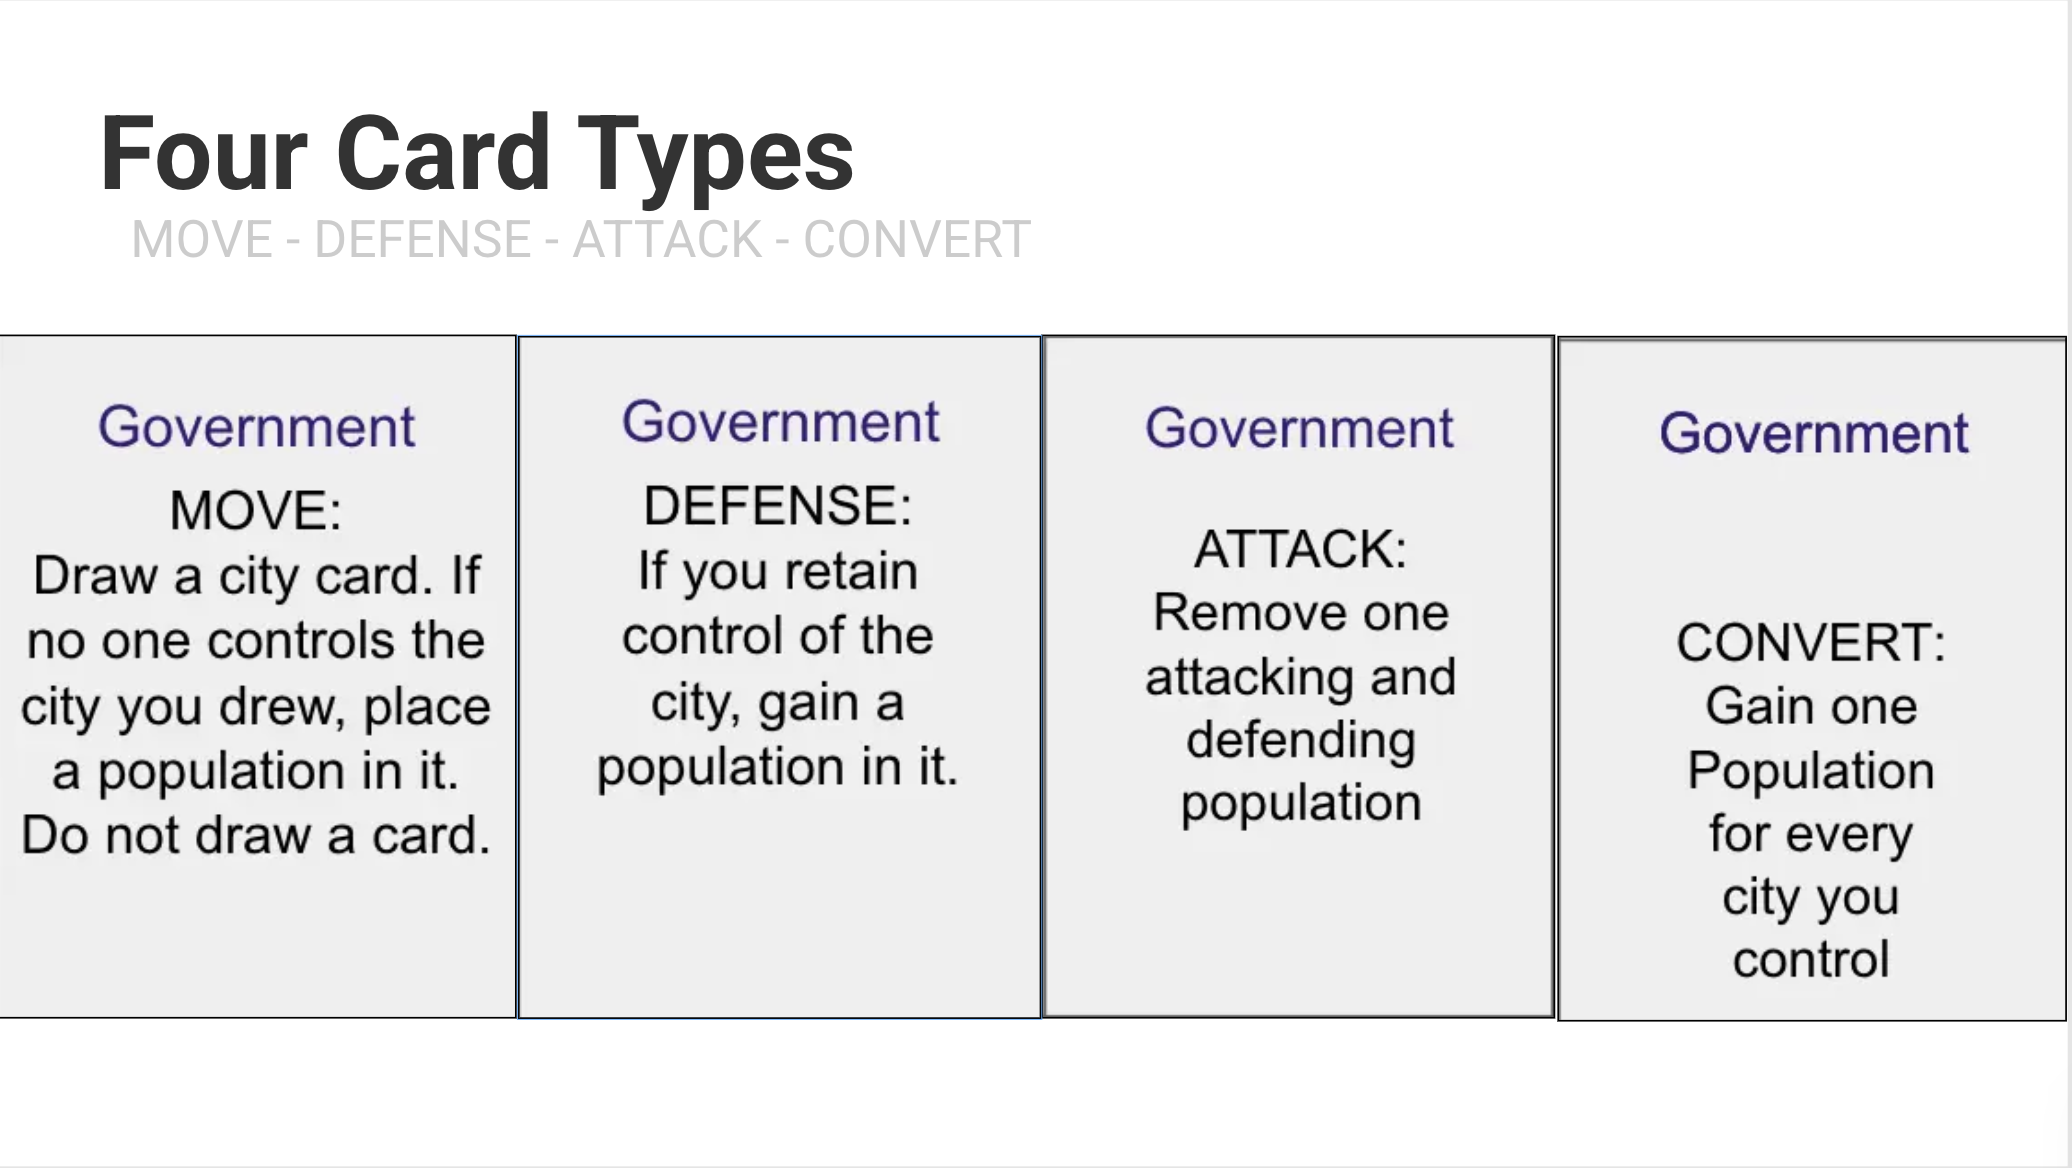 Four Card Types
MOVE - DEFENSE - ATTACK - CONVERT
Government
MOVE:
Draw a city card. If
no one controls the
city you drew, place
a population in it.
Do not draw a card.
Government
DEFENSE:
If you retain
control of the
city, gain a
population in it.
Government
ATTACK:
Remove one
attacking and
defending
population
Government
CONVERT:
Gain one
Population
for every
city you
control